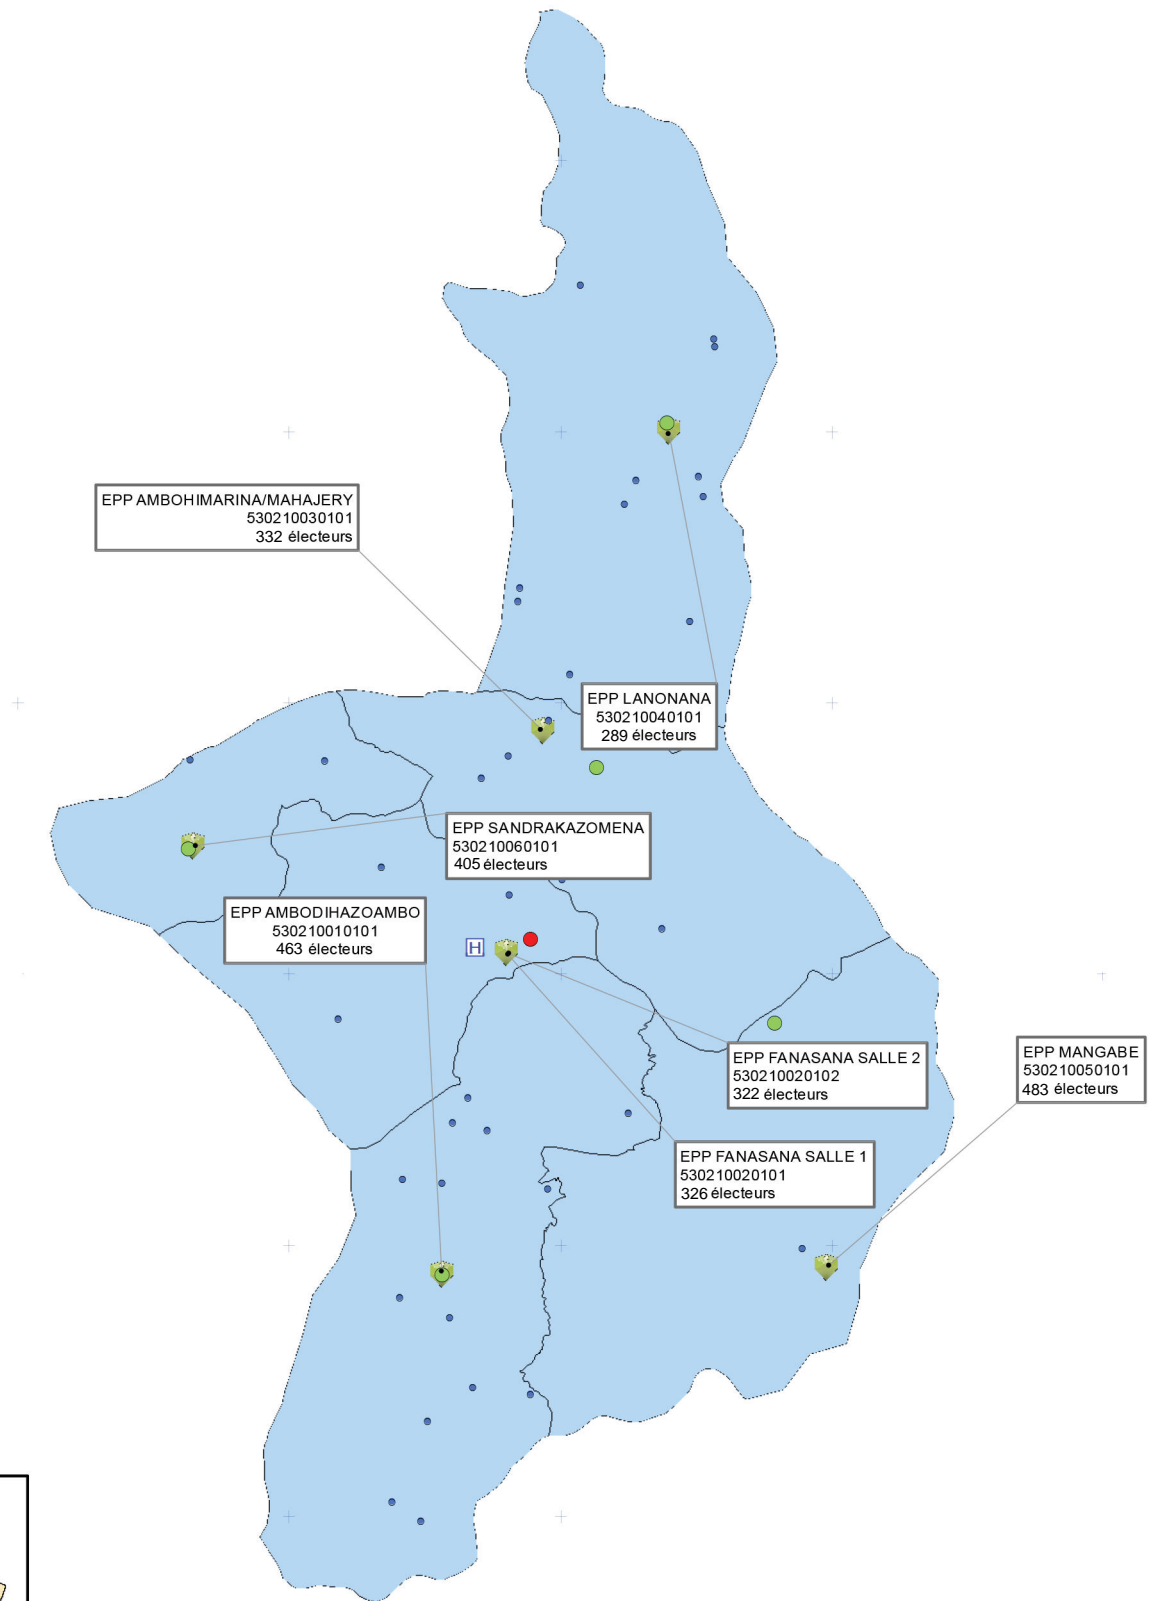 EPP AMBOHIMARINA/MAHAJERY
530210030101
332 électeurs
EPP LANONANA
530210040101
289 électeurs
EPP SANDRAKAZOMENA
530210060101
405 électeurs
EPP AMBODIHAZOAMBO
530210010101
463 électeurs
H
EPP FANASANA SALLE 2
530210020102
322 électeurs
EPP MANGABE
530210050101
483 électeurs
EPP FANASANA SALLE 1
530210020101
326 électeurs